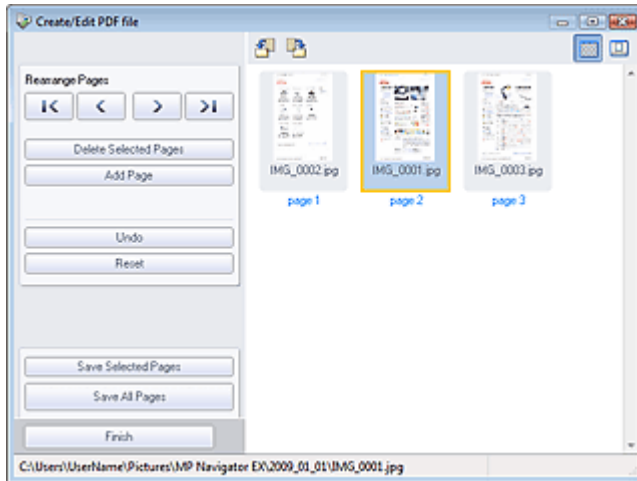 Create/Edit PDF file
Rearrange Pages
Delete Selected Pages
Add Page
Undo
Reset
Save Selected Pages
Save All Pages
Finish
IMG_0002.jpg IMG_0001.jpg IMG_0003.jpg
page 1 page 2 page 3
C:\Users\UserName\Pictures\MP Navigator EX\2009_01_01\IMG_0001.jpg